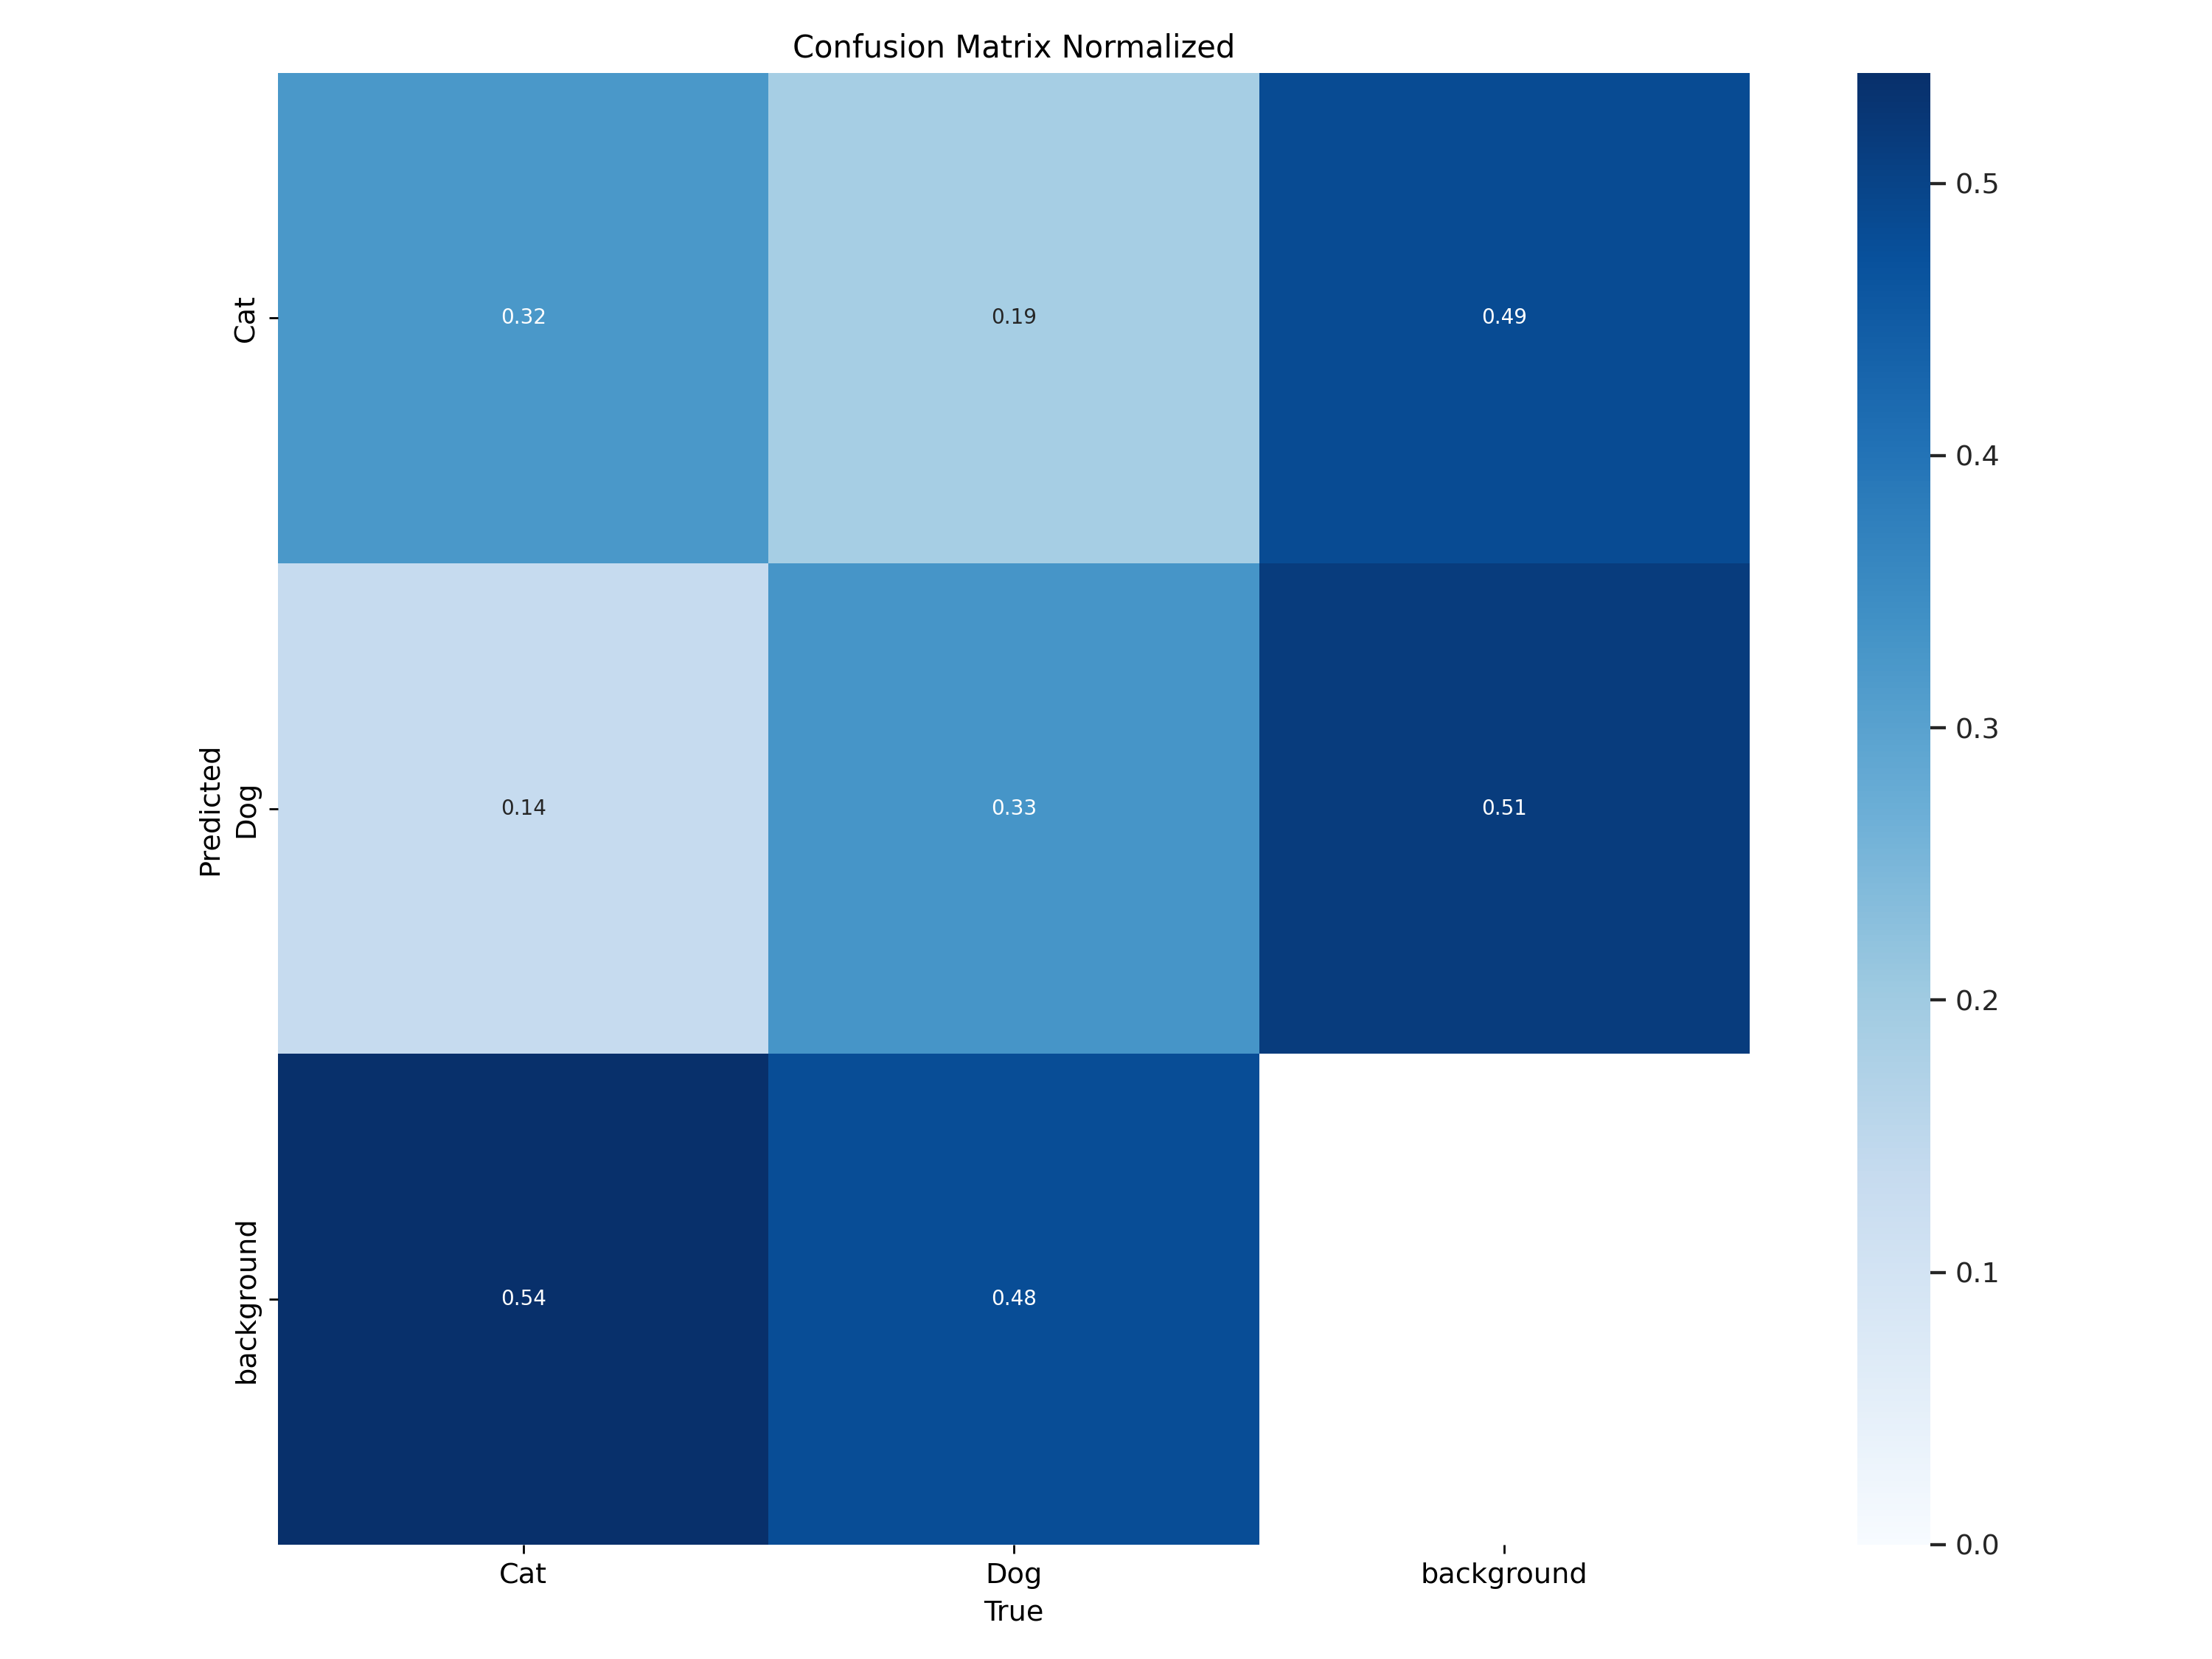 Confusion Matrix Normalized
Cat
0.32
0.19
0.49
Predicted
Dog
0.14
0.33
0.51
background
0.54
0.48
Cat
Dog
background
True
0.5
0.4
0.3
0.2
0.1
0.0